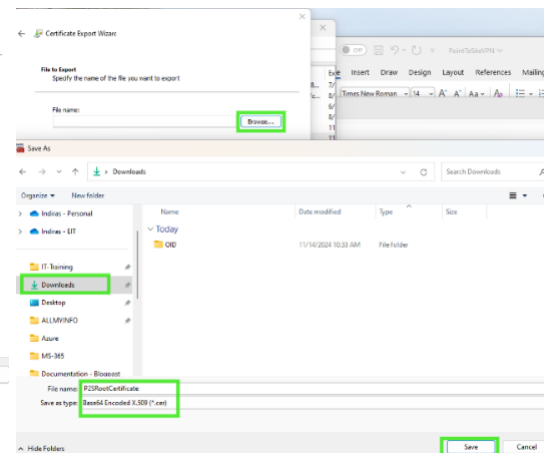 Certificate Export Wizard
File to Export
Specify the name of the file you want to export
File name:
Browse...
Off
PointToSiteVPN
Insert Draw Design Layout References Mailing
Times New Roman 14
Save As
Downloads
Search Downloads
Organize New folder
Name Date modified Type Size
Indiras - Personal
Today
Indiras - EIT
OID 11/14/2024 10:33 AM File folder
IT-Training
Downloads
Desktop
ALLMYINFO
Azure
MS-365
Documentation - Blogpost
File name: P2SRootCertificate
Save as type: Base64 Encoded X.509 (*.cer)
Hide Folders
Save Cancel